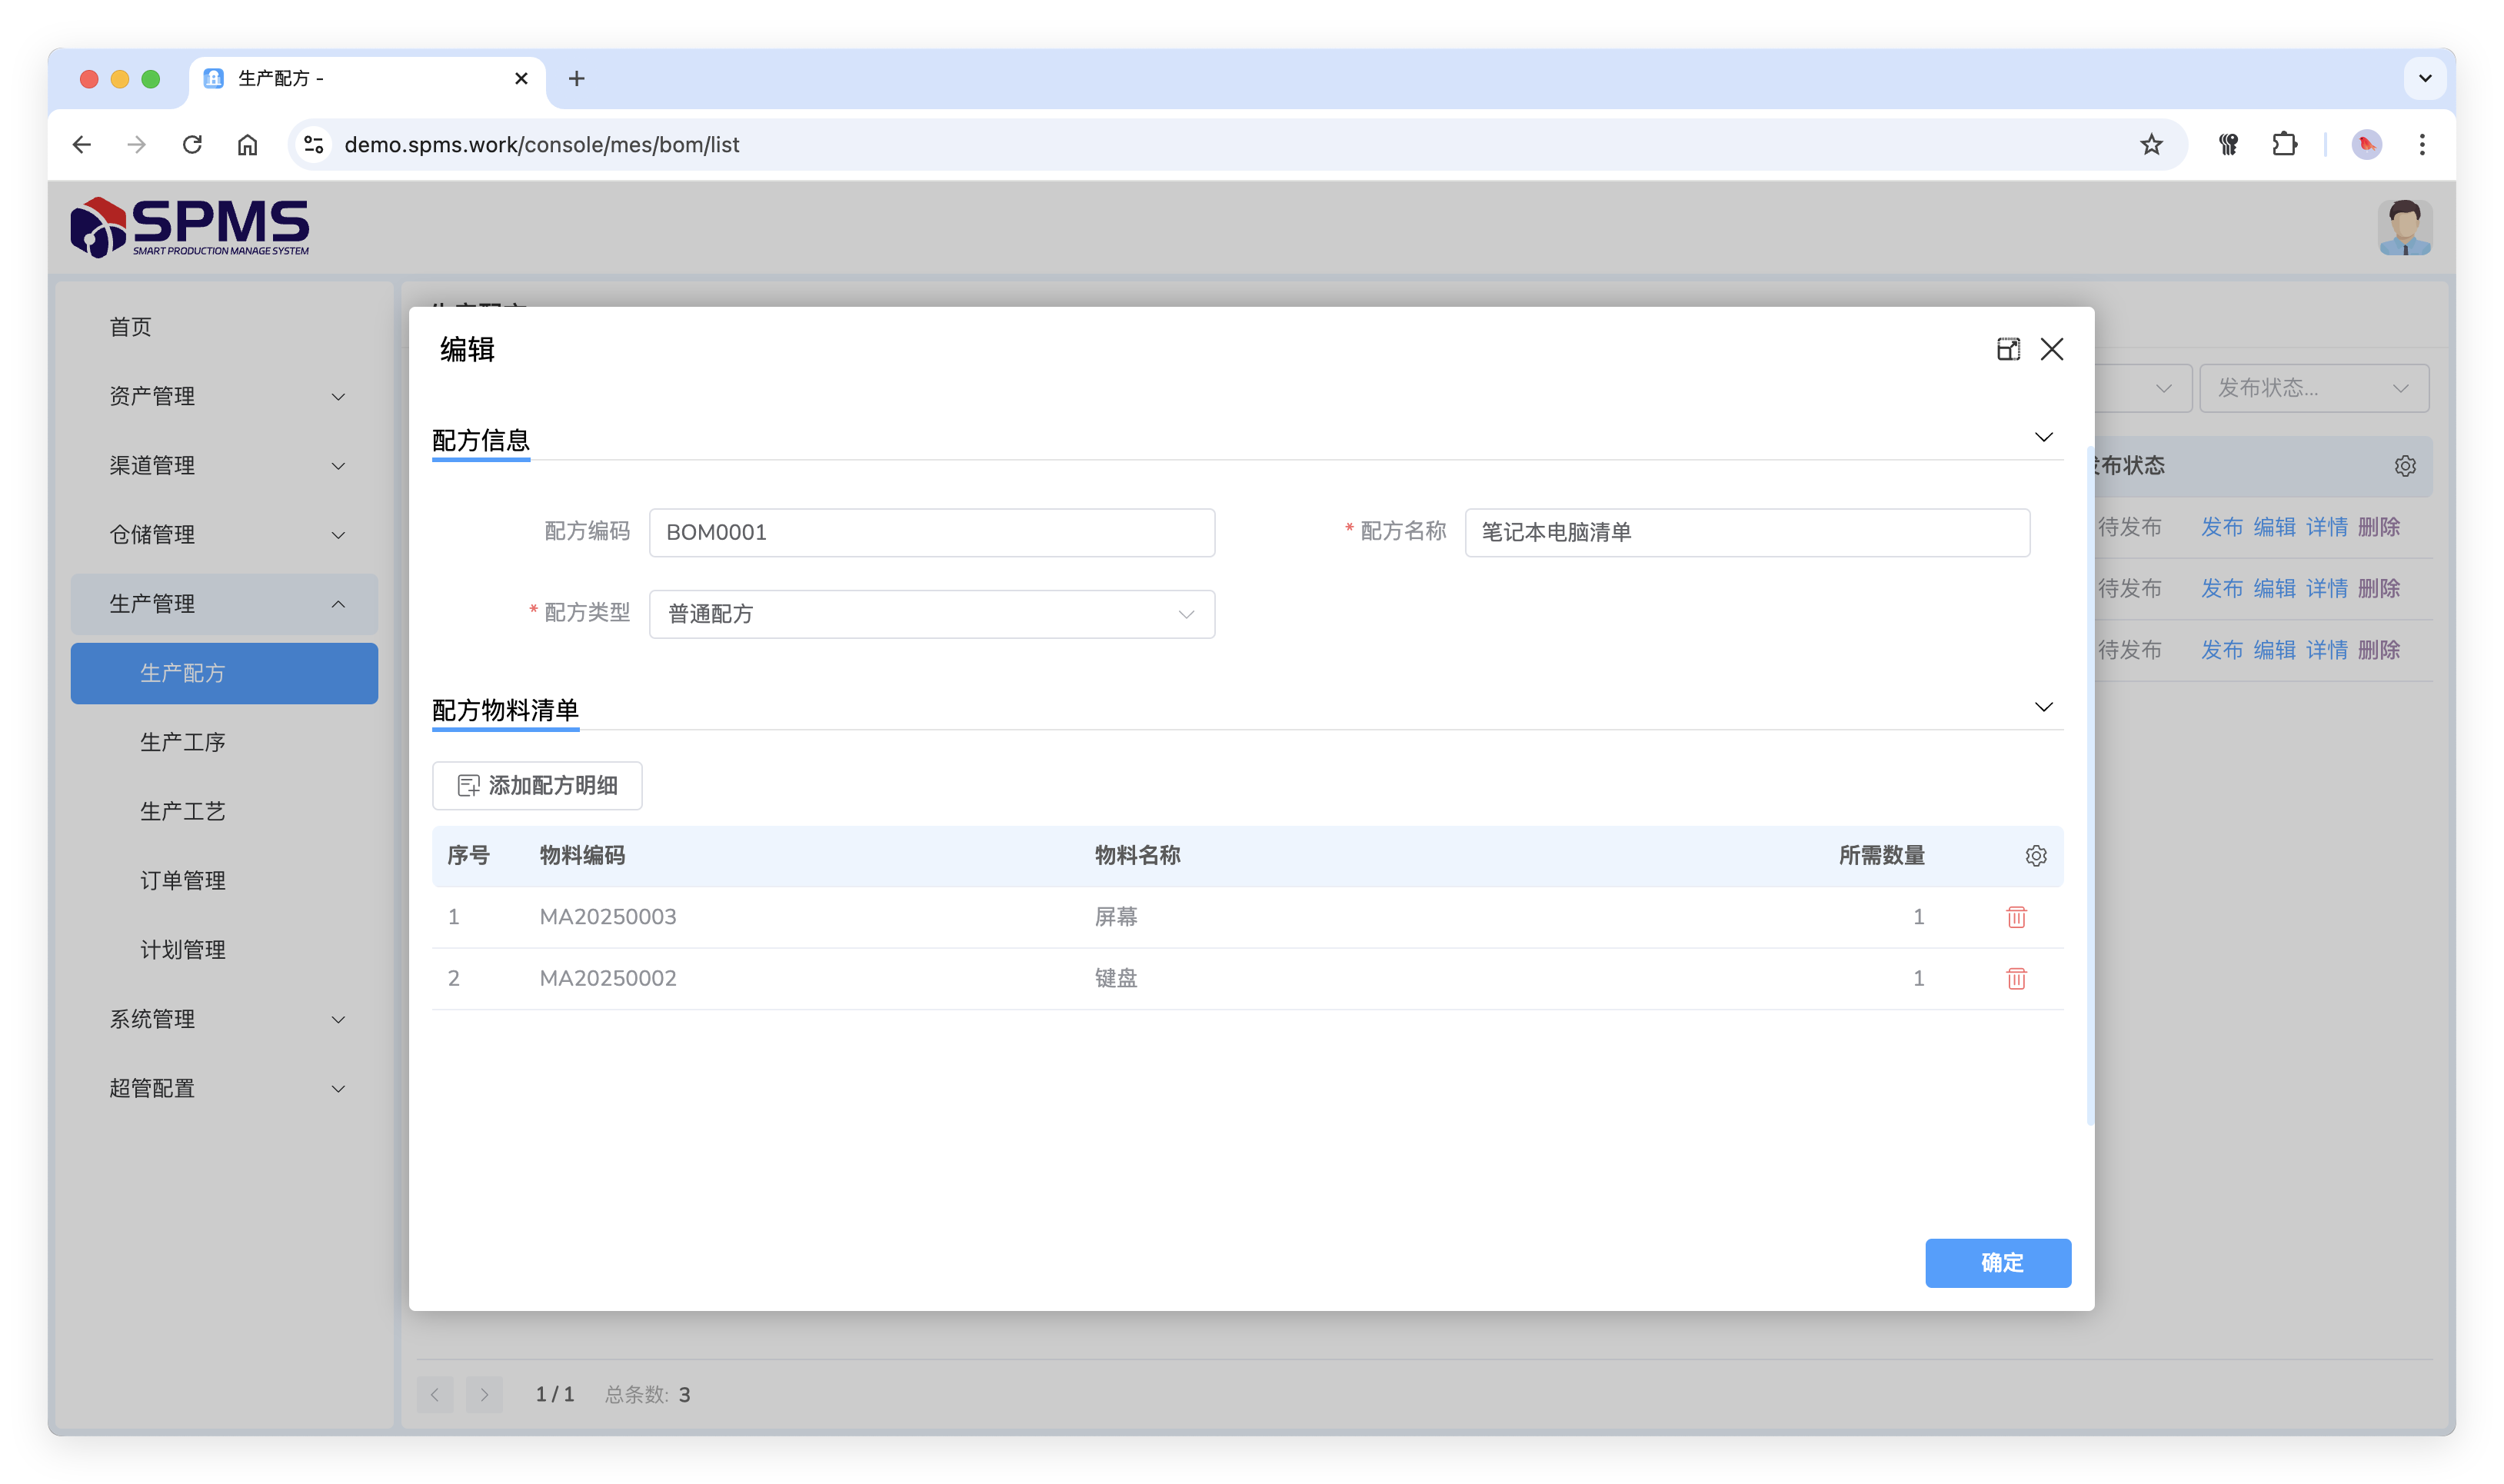 生产配方 -
demo.spms.work/console/mes/bom/list
SPMS
SMART PRODUCTION MANAGE SYSTEM
首页
资产管理
渠道管理
仓储管理
生产管理
生产配方
生产工序
生产工艺
订单管理
计划管理
系统管理
超管配置
编辑
配方信息
配方编码 BOM0001 * 配方名称 笔记本电脑清单
* 配方类型 普通配方
配方物料清单
添加配方明细
序号 物料编码 物料名称 所需数量
1 MA20250003 屏幕 1
2 MA20250002 键盘 1
确定
发布状态...
布状态
待发布 发布 编辑 详情 删除
待发布 发布 编辑 详情 删除
待发布 发布 编辑 详情 删除
1 / 1 总条数: 3